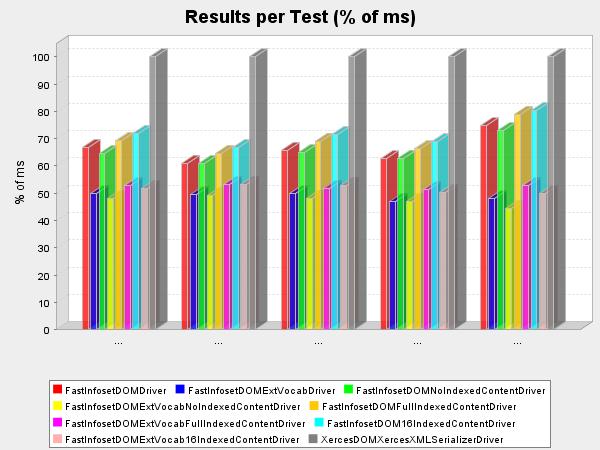 Results per Test (% of ms)
% of ms
100
90
80
70
60
50
40
30
20
10
0
... ... ... ... ...
FastInfosetDOMDriver FastInfosetDOMExtVocabDriver FastInfosetDOMNoIndexedContentDriver
FastInfosetDOMExtVocabNoIndexedContentDriver FastInfosetDOMFullIndexedContentDriver
FastInfosetDOMExtVocabFullIndexedContentDriver FastInfosetDOM16IndexedContentDriver
FastInfosetDOMExtVocab16IndexedContentDriver XercesDOMXercesXMLSerializerDriver